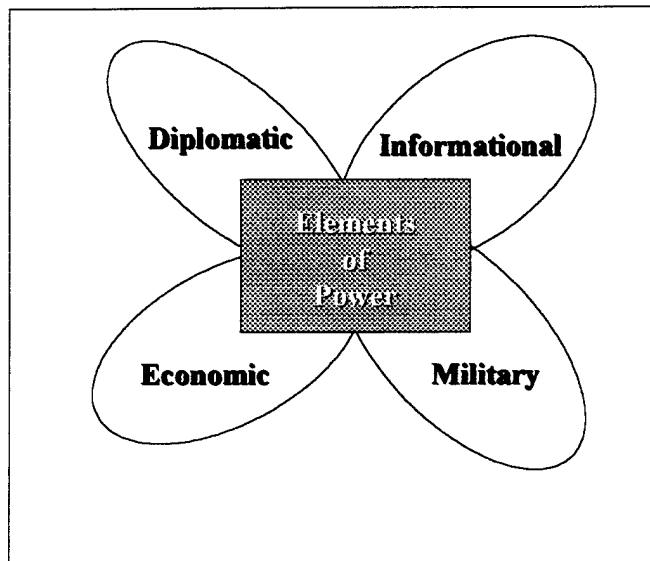 Diplomatic
Informational
Elements
of
Power
Economic
Military